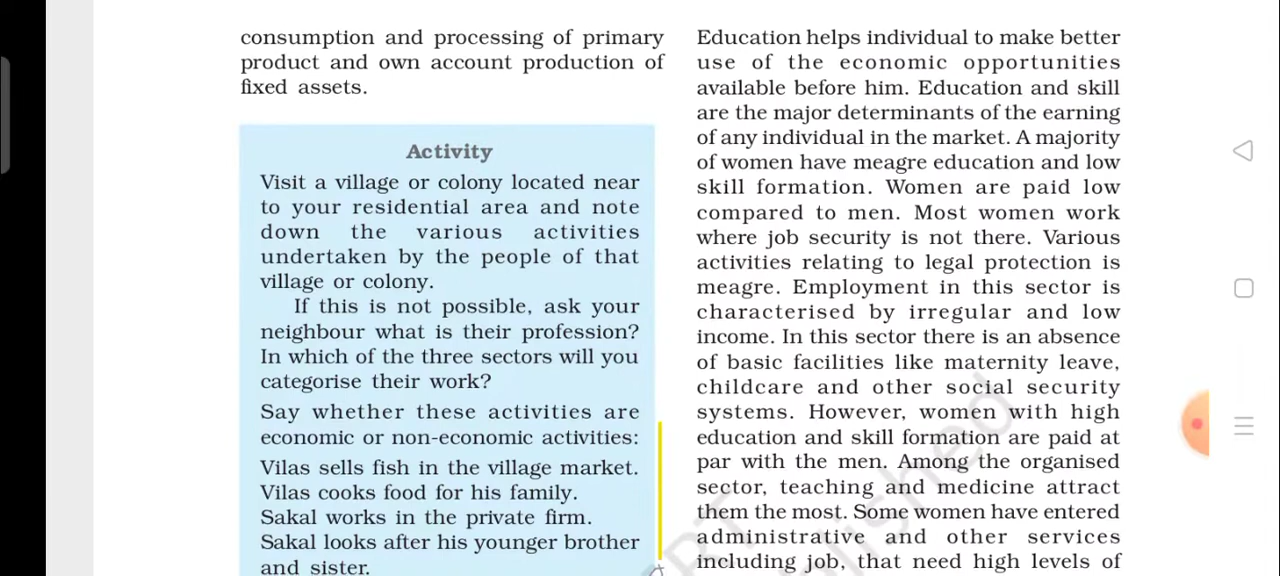 consumption and processing of primary
product and own account production of
fixed assets.
Activity
Visit a village or colony located near
to your residential area and note
down the various activities
undertaken by the people of that
village or colony.
If this is not possible, ask your
neighbour what is their profession?
In which of the three sectors will you
categorise their work?
Say whether these activities are
economic or non-economic activities:
Vilas sells fish in the village market.
Vilas cooks food for his family.
Sakal works in the private firm.
Sakal looks after his younger brother
and sister.
Education helps individual to make better
use of the economic opportunities
available before him. Education and skill
are the major determinants of the earning
of any individual in the market. A majority
of women have meagre education and low
skill formation. Women are paid low
compared to men. Most women work
where job security is not there. Various
activities relating to legal protection is
meagre. Employment in this sector is
characterised by irregular and low
income. In this sector there is an absence
of basic facilities like maternity leave,
childcare and other social security
systems. However, women with high
education and skill formation are paid at
par with the men. Among the organised
sector, teaching and medicine attract
them the most. Some women have entered
administrative and other services
including job, that need high levels of